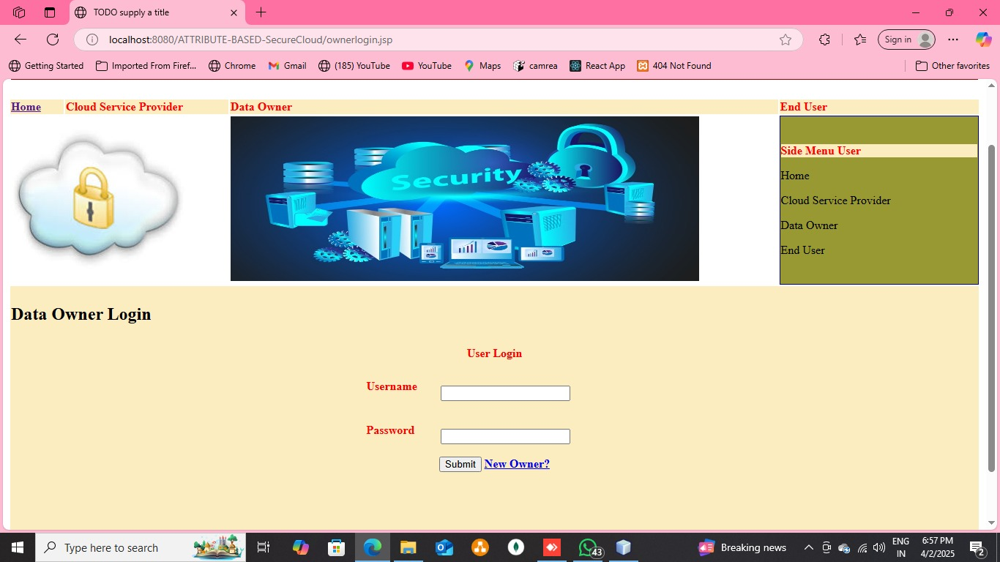 TODO supply a title
localhost:8080/ATTRIBUTE-BASED-SecureCloud/ownerlogin.jsp
Sign in
Getting Started Imported From Firef... Chrome Gmail (185) YouTube YouTube Maps camrea React App 404 Not Found Other favorites
Home Cloud Service Provider Data Owner End User
Security
Side Menu User
Home
Cloud Service Provider
Data Owner
End User
Data Owner Login
User Login
Username
Password
Submit New Owner?
Type here to search
43
Breaking news
ENG
IN
6:57 PM
4/2/2025
2